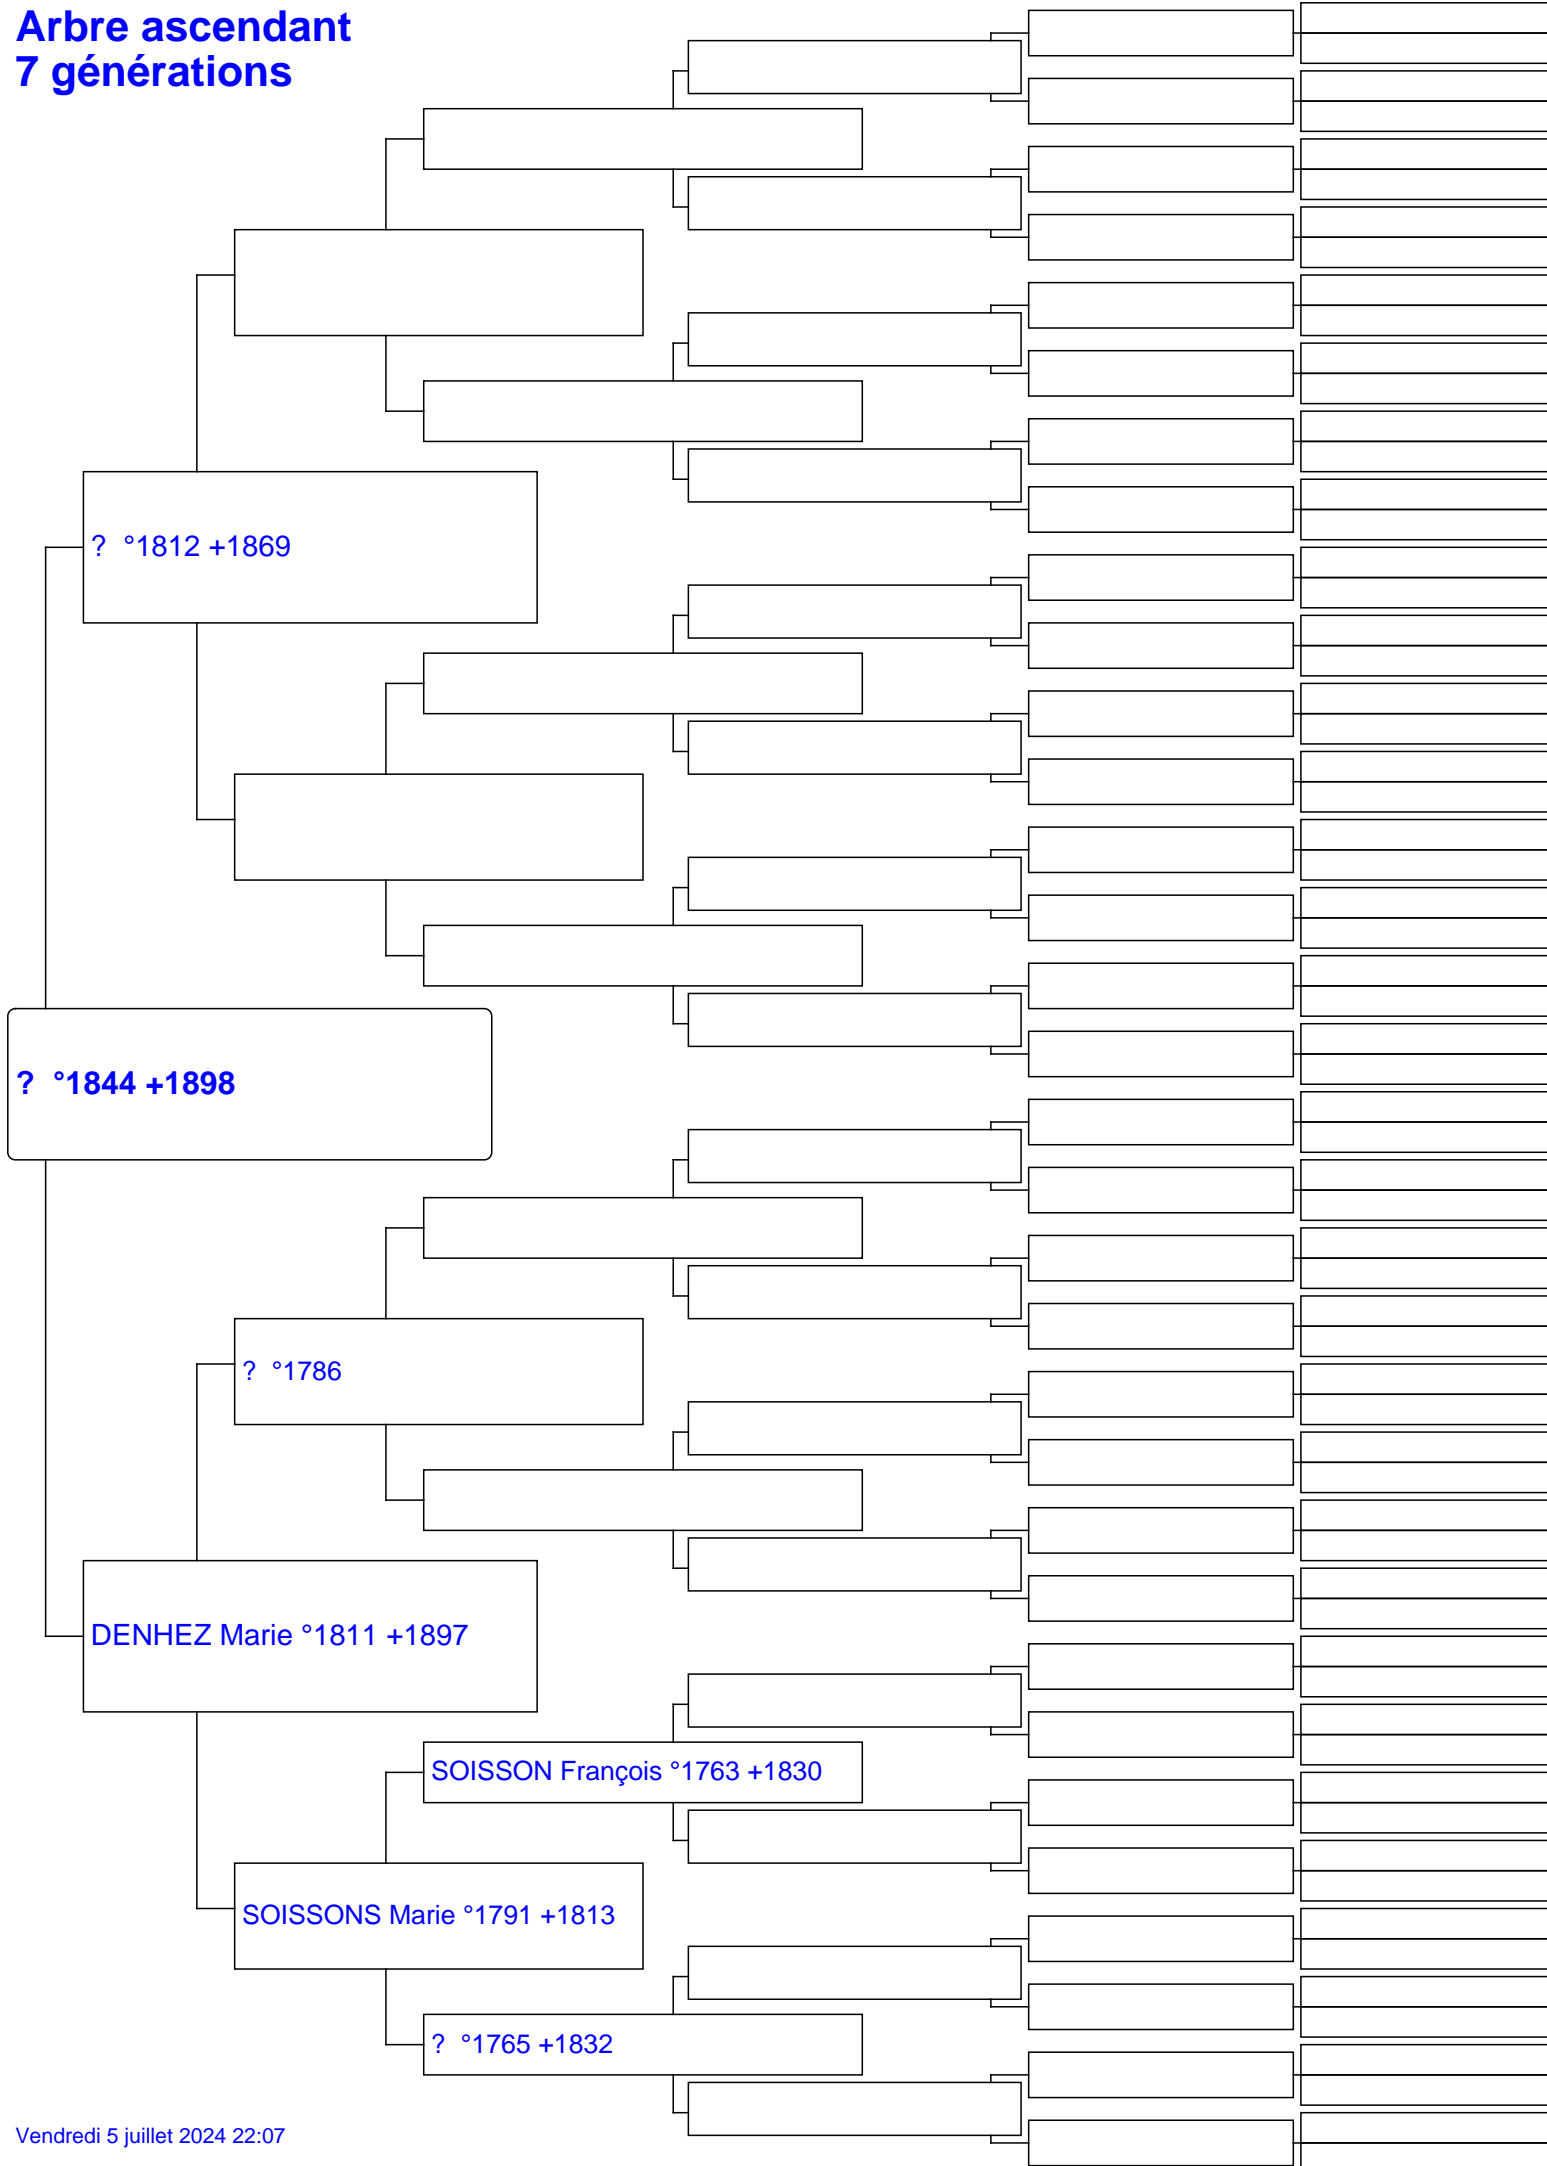 Arbre ascendant
7 générations
? °1812 +1869
? °1844 +1898
? °1786
DENHEZ Marie °1811 +1897
SOISSON François °1763 +1830
SOISSONS Marie °1791 +1813
? °1765 +1832
Vendredi 5 juillet 2024 22:07